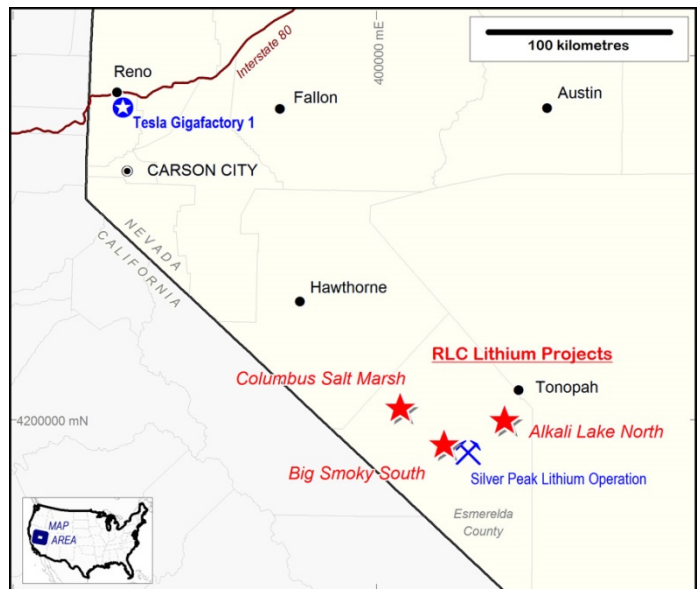 400000 mE
100 kilometres
Interstate 80
Reno
Tesla Gigafactory 1
Fallon
Austin
CARSON CITY
NEVADA
CALIFORNIA
Hawthorne
RLC Lithium Projects
Columbus Salt Marsh
Tonopah
4200000 mN
Alkali Lake North
Big Smoky South
Silver Peak Lithium Operation
Esmerelda
County
MAP
AREA